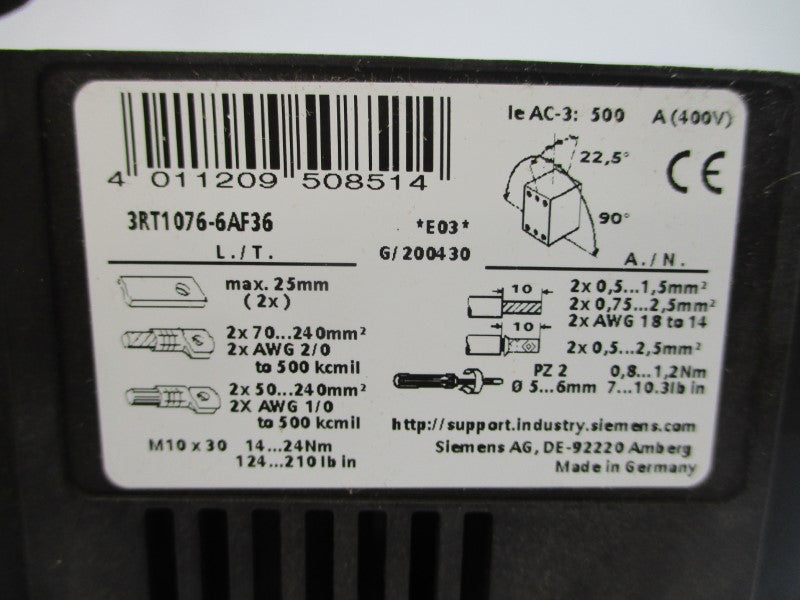 Ie AC-3: 500 A (400V)
22,5°
90°
CE
4 011209 508514
3RT1076-6AF36
*E03*
L./T.
G/200430
A./N.
max. 25mm
(2x)
2x 70...240mm²
2x AWG 2/0
to 500 kcmil
2x 50...240mm²
2X AWG 1/0
to 500 kcmil
M10 x 30 14...24Nm
124...210 lb in
10
2x 0,5...1,5mm²
2x 0,75...2,5mm²
2x AWG 18 to 14
10
2x 0,5...2,5mm²
PZ 2 0,8...1,2Nm
Ø 5...6mm 7...10.3lb in
http://support.industry.siemens.com
Siemens AG, DE-92220 Amberg
Made in Germany